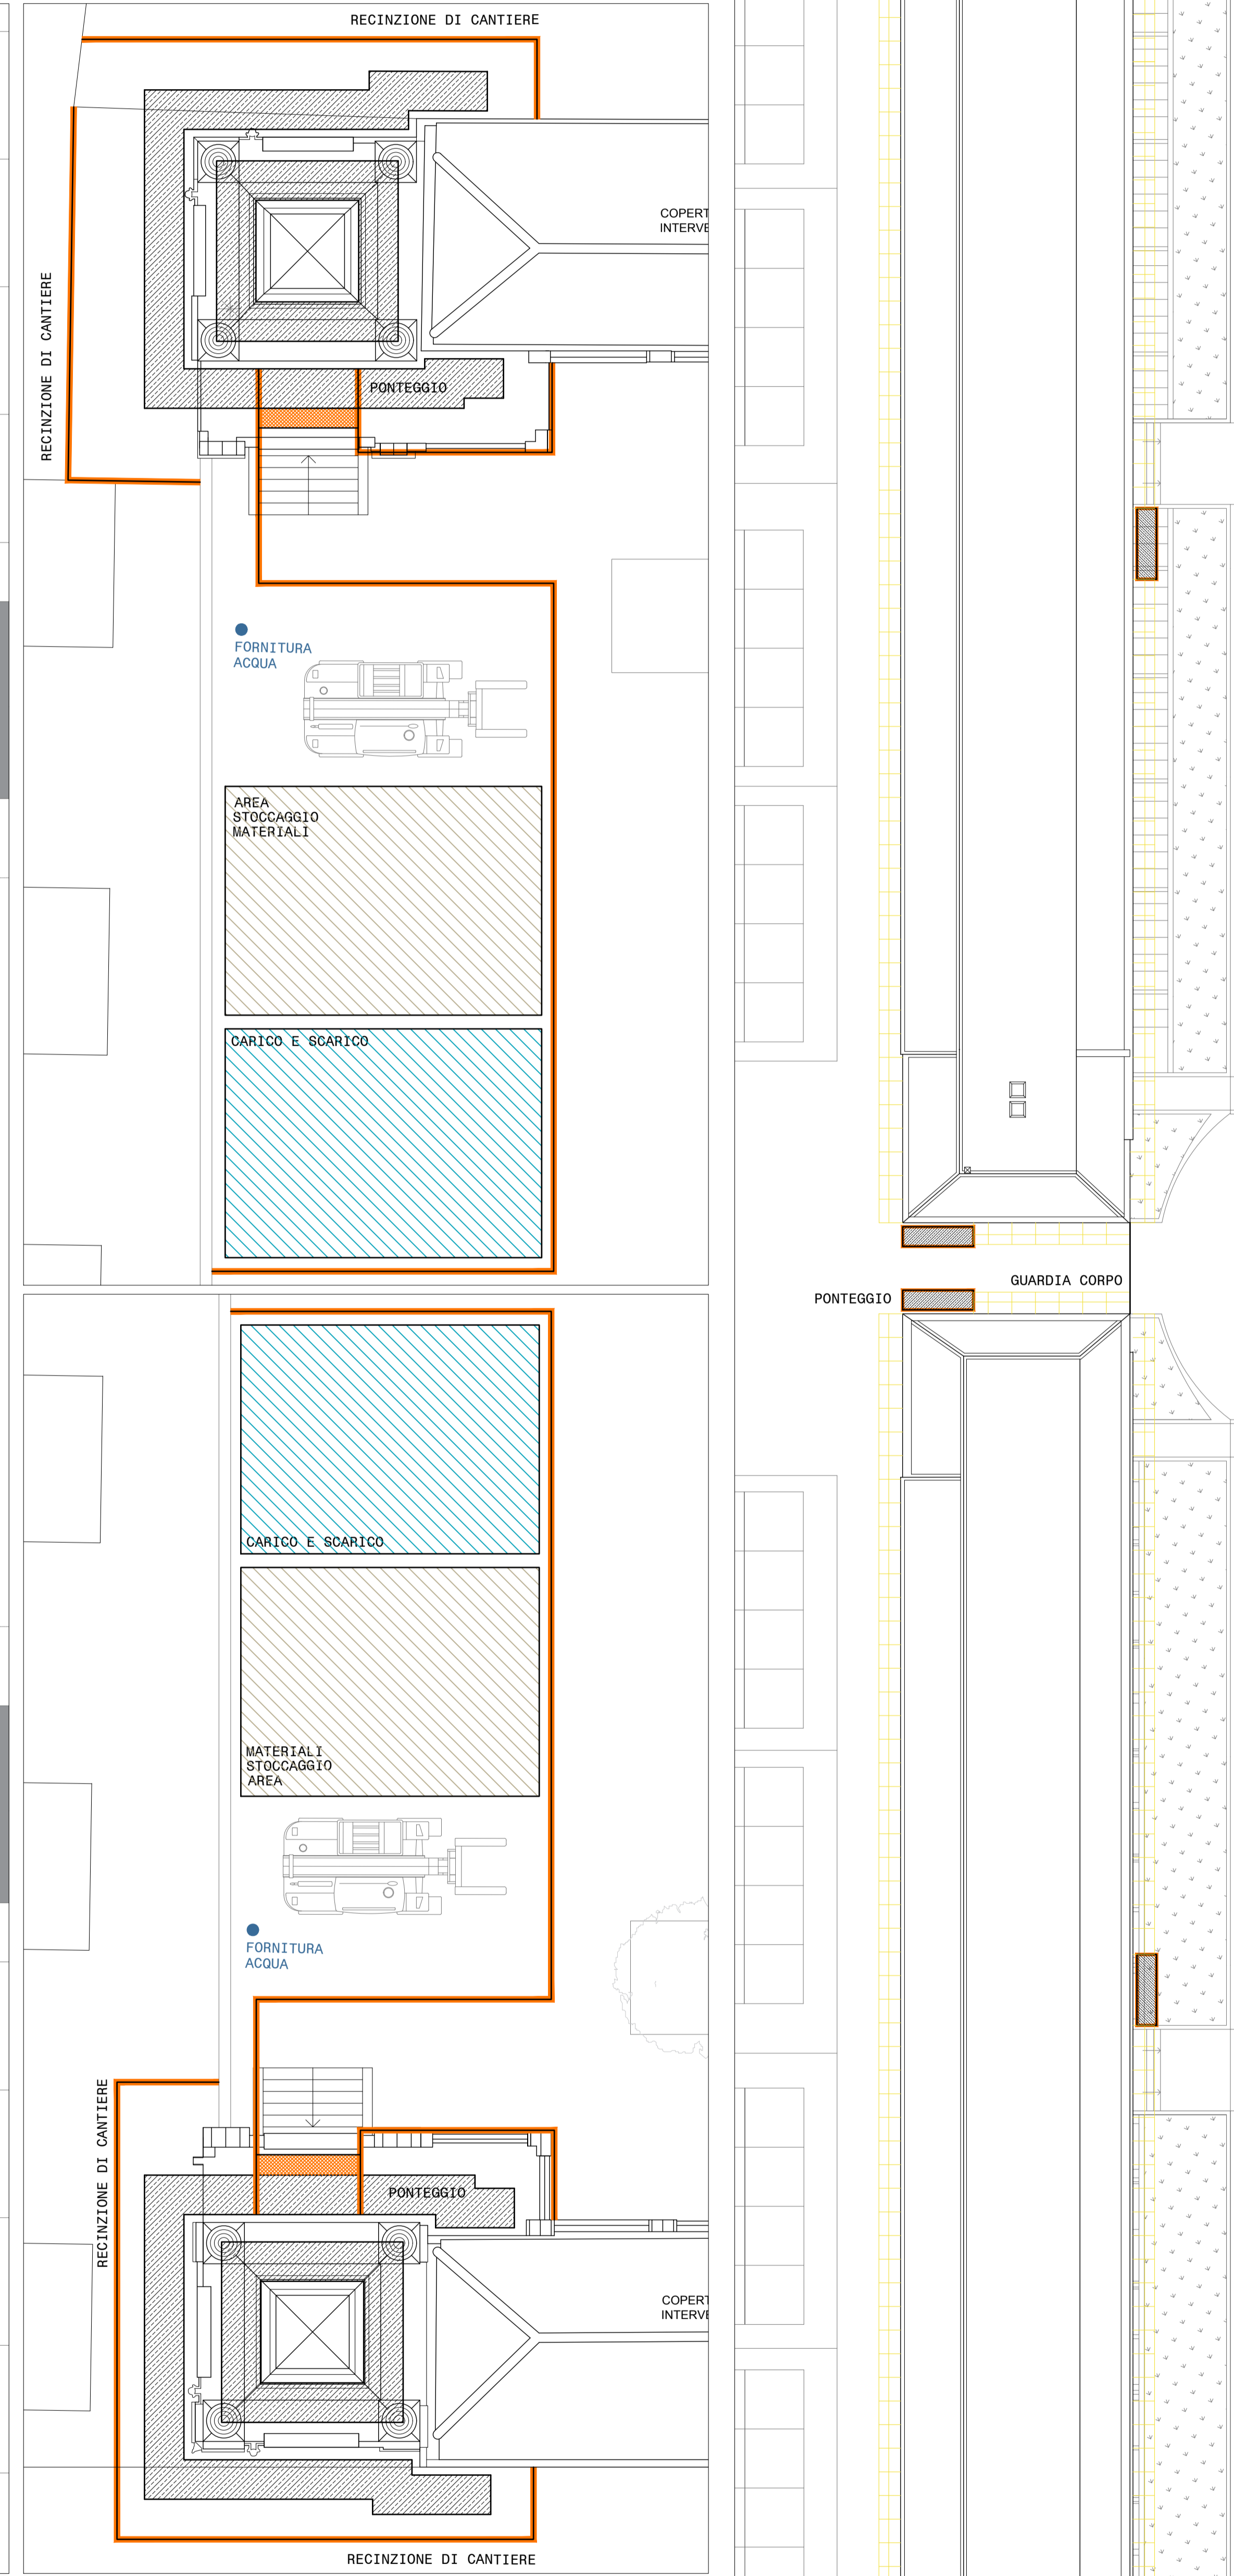 RECINZIONE DI CANTIERE
COPERT
INTERVE
RECINZIONE DI CANTIERE
PONTEGGIO
FORNITURA
ACQUA
AREA
STOCCAGGIO
MATERIALI
CARICO E SCARICO
GUARDIA CORPO
PONTEGGIO
CARICO E SCARICO
MATERIALI
STOCCAGGIO
AREA
FORNITURA
ACQUA
RECINZIONE DI CANTIERE
PONTEGGIO
COPERT
INTERVE
RECINZIONE DI CANTIERE